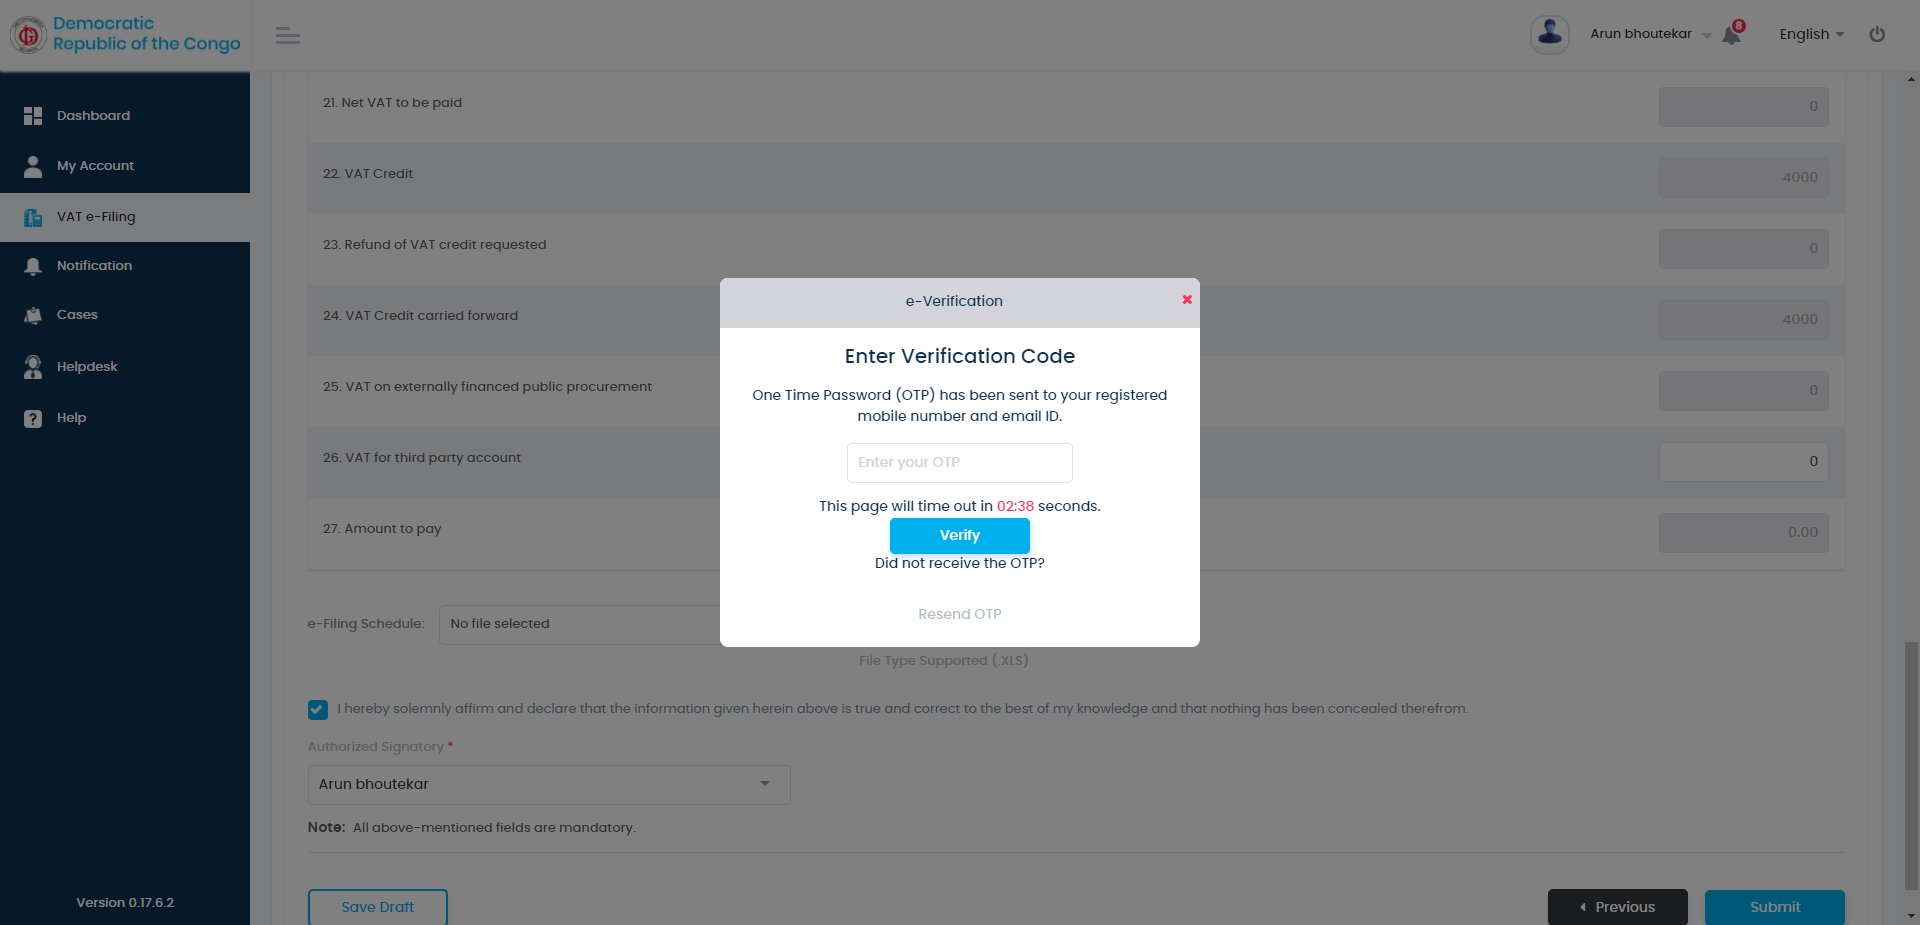 Democratic
Republic of the Congo
Arun bhoutekar
8
English
Dashboard
My Account
VAT e-Filing
Notification
Cases
Helpdesk
Help
Version 0.17.6.2
21. Net VAT to be paid
0
22. VAT Credit
4000
23. Refund of VAT credit requested
0
24. VAT Credit carried forward
4000
25. VAT on externally financed public procurement
0
26. VAT for third party account
0
27. Amount to pay
0.00
e-Verification
Enter Verification Code
One Time Password (OTP) has been sent to your registered
mobile number and email ID.
Enter your OTP
This page will time out in 02:38 seconds.
Verify
Did not receive the OTP?
Resend OTP
e-Filing Schedule:
No file selected
File Type Supported (.XLS)
I hereby solemnly affirm and declare that the information given herein above is true and correct to the best of my knowledge and that nothing has been concealed therefrom.
Authorized Signatory *
Arun bhoutekar
Note: All above-mentioned fields are mandatory.
Save Draft
Previous
Submit